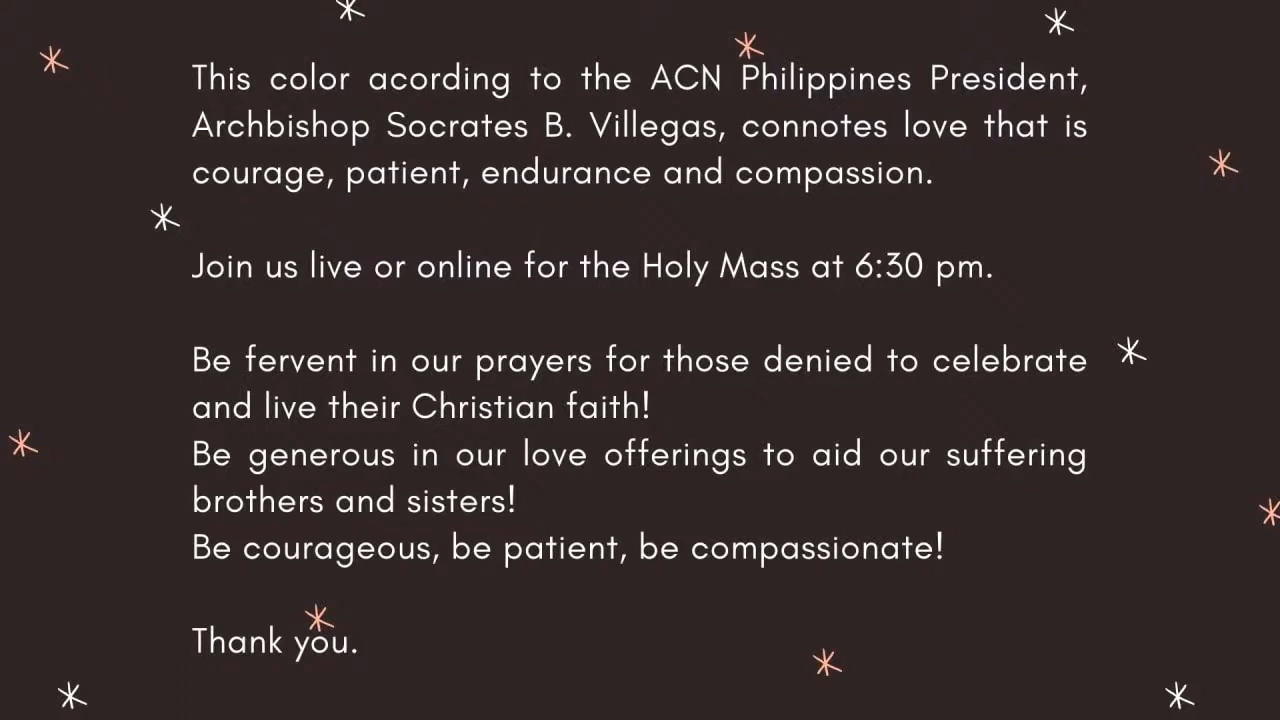 This color acording to the ACN Philippines President,
Archbishop Socrates B. Villegas, connotes love that is
courage, patient, endurance and compassion.
Join us live or online for the Holy Mass at 6:30 pm.
Be fervent in our prayers for those denied to celebrate
and live their Christian faith!
Be generous in our love offerings to aid our suffering
brothers and sisters!
Be courageous, be patient, be compassionate!
Thank you.